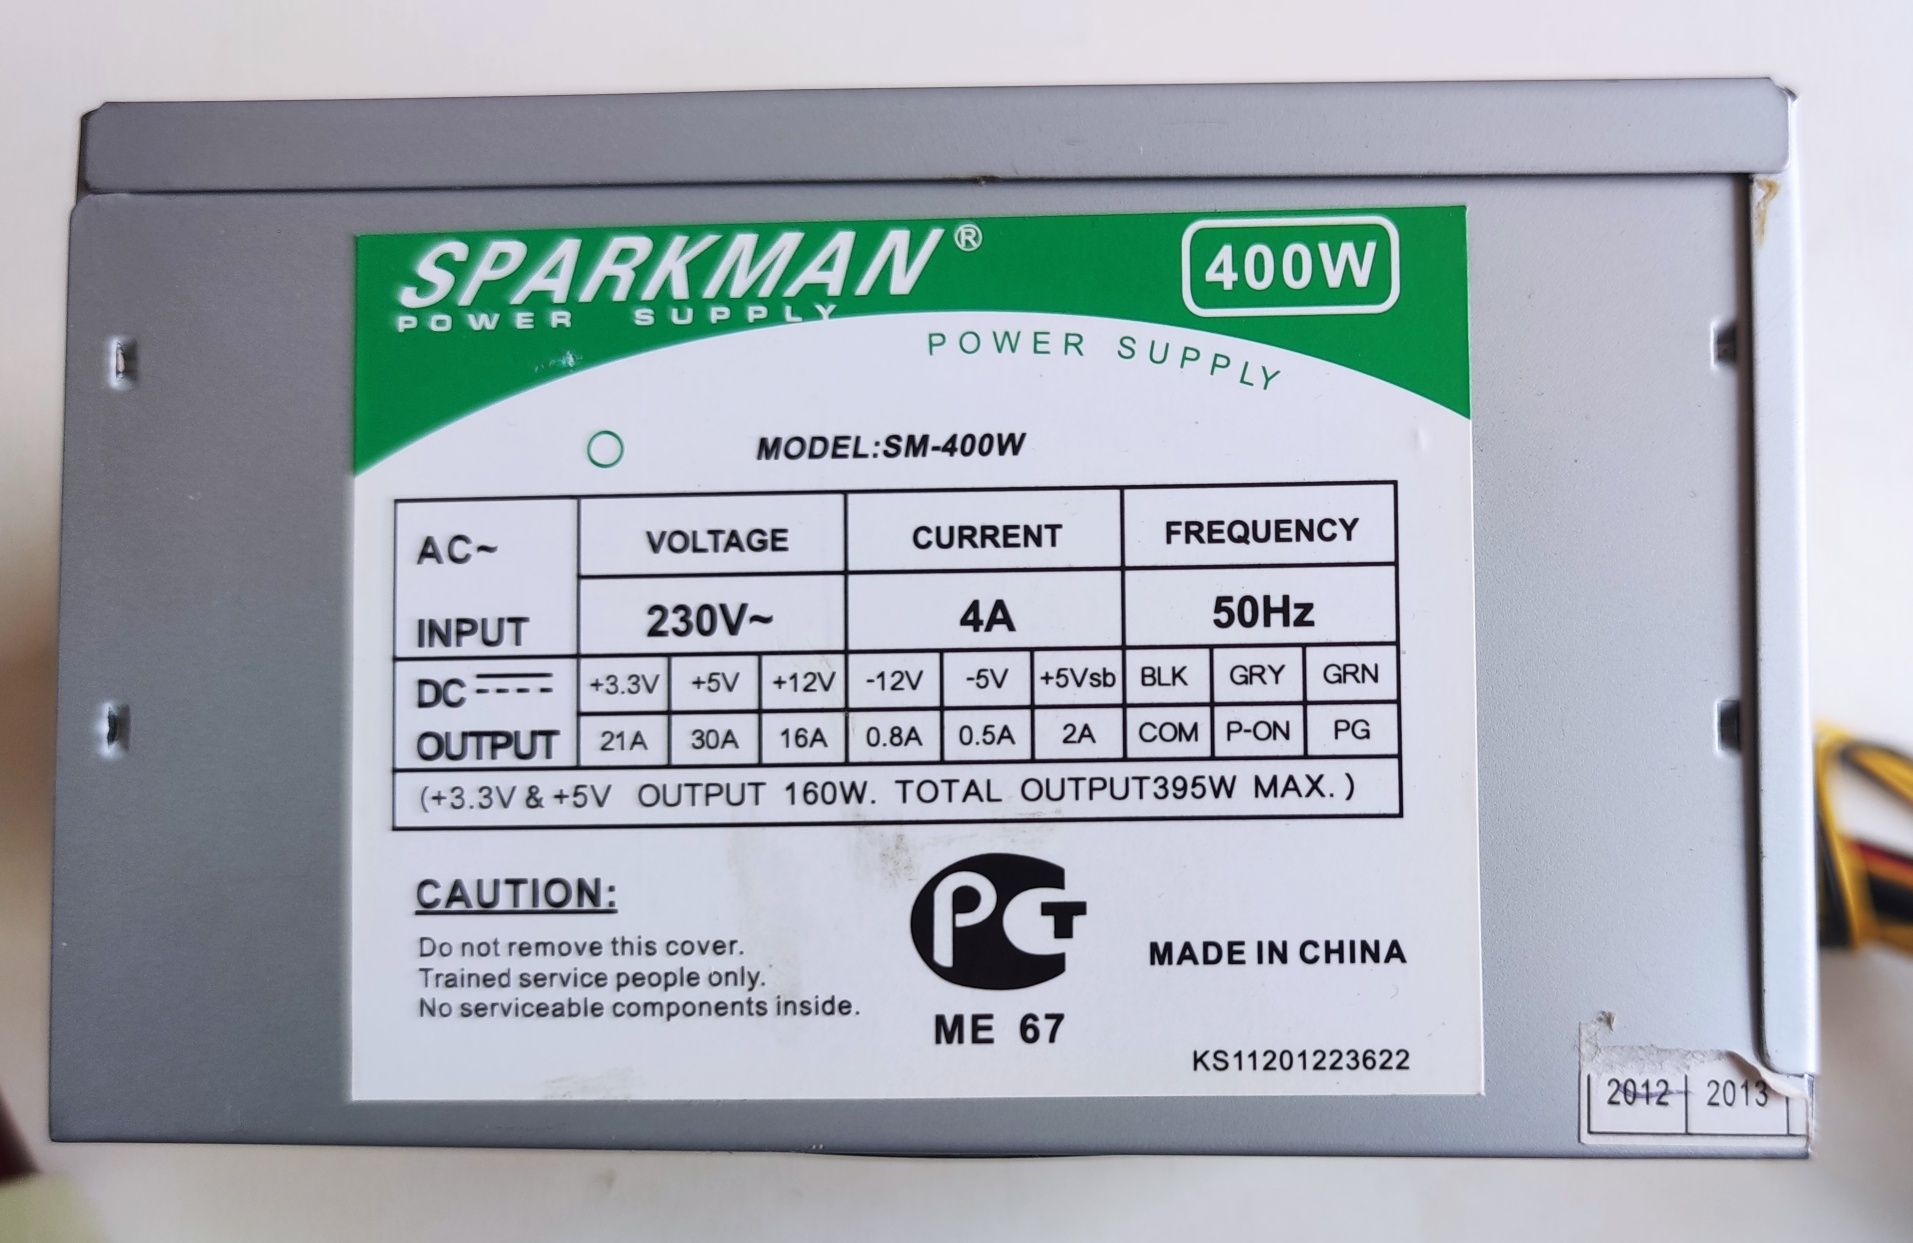 SPARKMAN®
POWER SUPPLY
400W
POWER SUPPLY
MODEL:SM-400W
AC~ INPUT
VOLTAGE CURRENT FREQUENCY
230V~ 4A 50Hz
DC OUTPUT
+3.3V +5V +12V -12V -5V +5Vsb BLK GRY GRN
21A 30A 16A 0.8A 0.5A 2A COM P-ON PG
(+3.3V & +5V OUTPUT 160W. TOTAL OUTPUT395W MAX.)
CAUTION:
Do not remove this cover.
Trained service people only.
No serviceable components inside.
РСТ
ME 67
MADE IN CHINA
KS11201223622
2012 2013